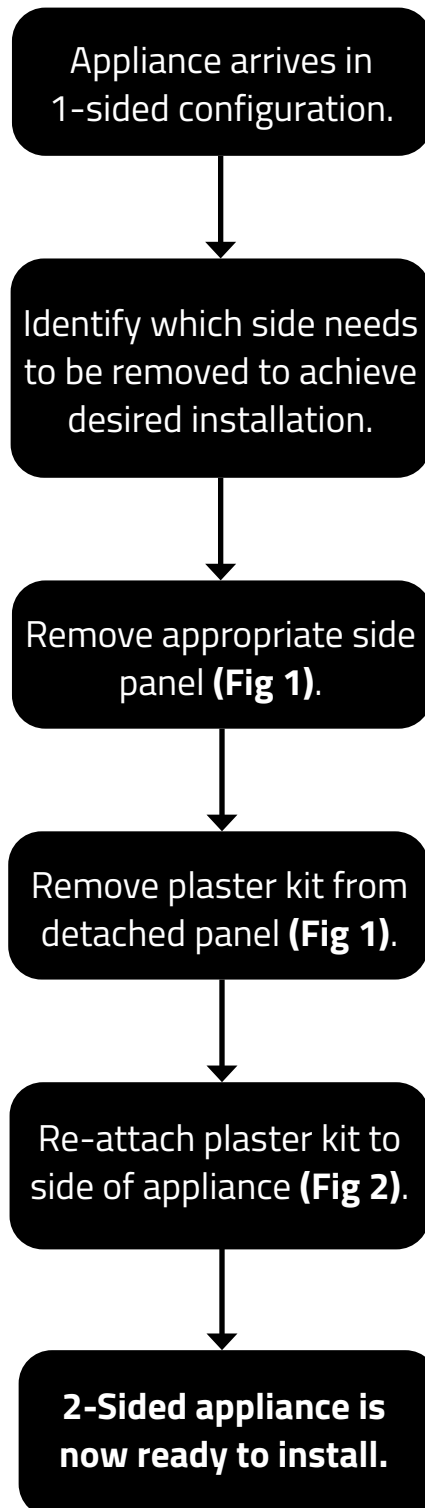 Appliance arrives in
1-sided configuration.
Identify which side needs
to be removed to achieve
desired installation.
Remove appropriate side
panel (Fig 1).
Remove plaster kit from
detached panel (Fig 1).
Re-attach plaster kit to
side of appliance (Fig 2).
2-Sided appliance is
now ready to install.